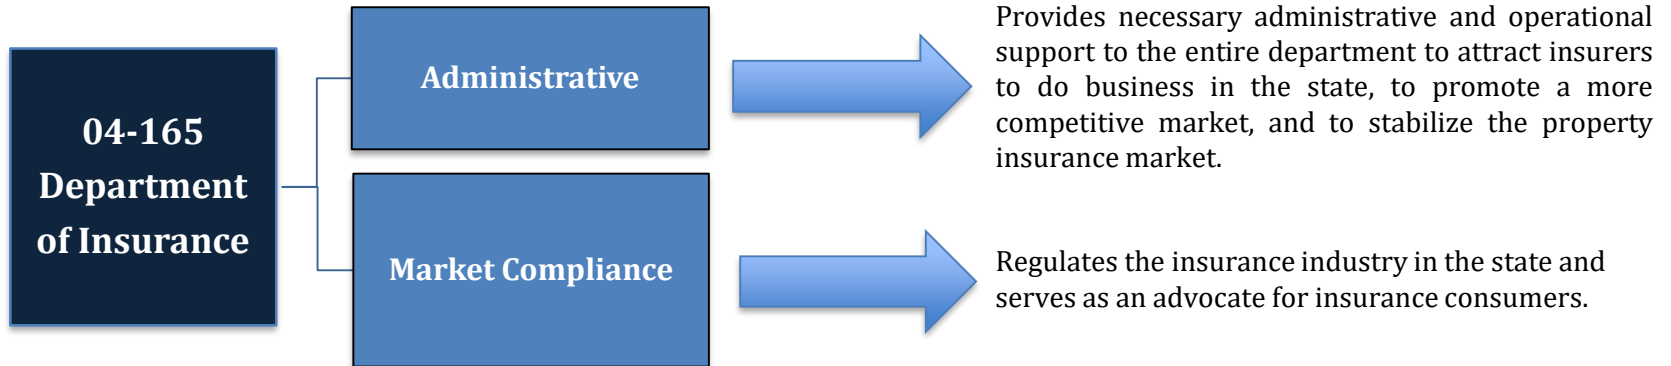 04-165
Department
of Insurance
Administrative
Provides necessary administrative and operational
support to the entire department to attract insurers
to do business in the state, to promote a more
competitive market, and to stabilize the property
insurance market.
Market Compliance
Regulates the insurance industry in the state and
serves as an advocate for insurance consumers.